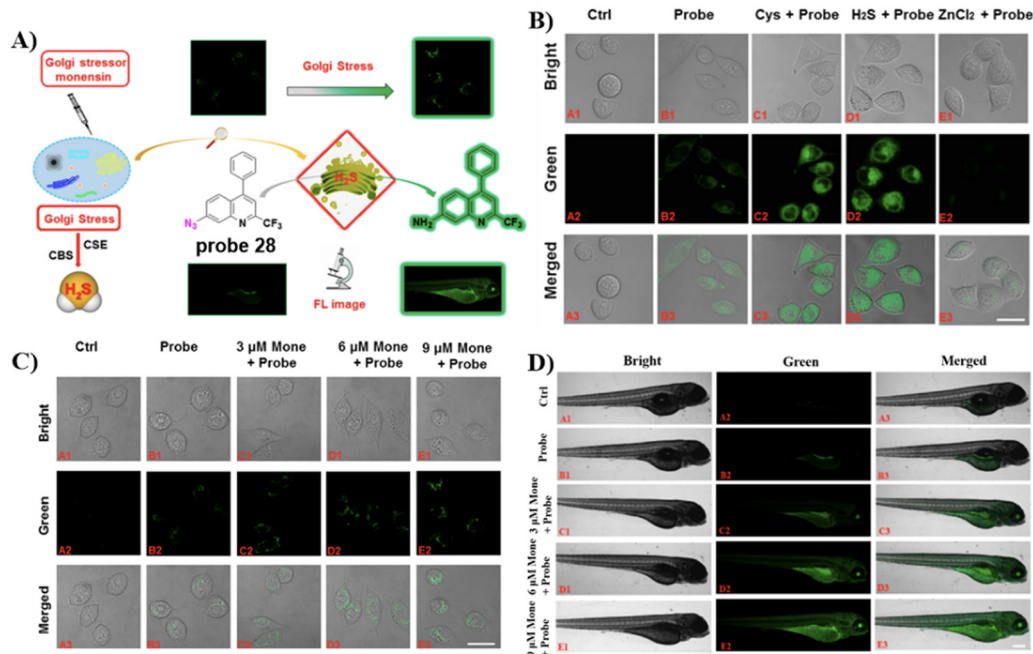 A)
Golgi stressor
monensin
Golgi Stress
CBS
CSE
H2S
Golgi Stress
N3
N
CF3
probe 28
H2S
NH2
N
CF3
FL image
B)
Ctrl
Probe
Cys + Probe
H2S + Probe
ZnCl2 + Probe
Bright
A1
B1
C1
D1
E1
Green
A2
B2
C2
D2
E2
Merged
A3
B3
C3
D3
E3
C)
Ctrl
Probe
3 µM Mone
+ Probe
6 µM Mone
+ Probe
9 µM Mone
+ Probe
Bright
A1
B1
C1
D1
E1
Green
A2
B2
C2
D2
E2
Merged
A3
B3
C3
D3
E3
D)
Bright
Green
Merged
Ctrl
A1
A2
A3
Probe
B1
B2
B3
3 µM Mone
+ Probe
C1
C2
C3
6 µM Mone
+ Probe
D1
D2
D3
µM Mone
+ Probe
E1
E2
E3